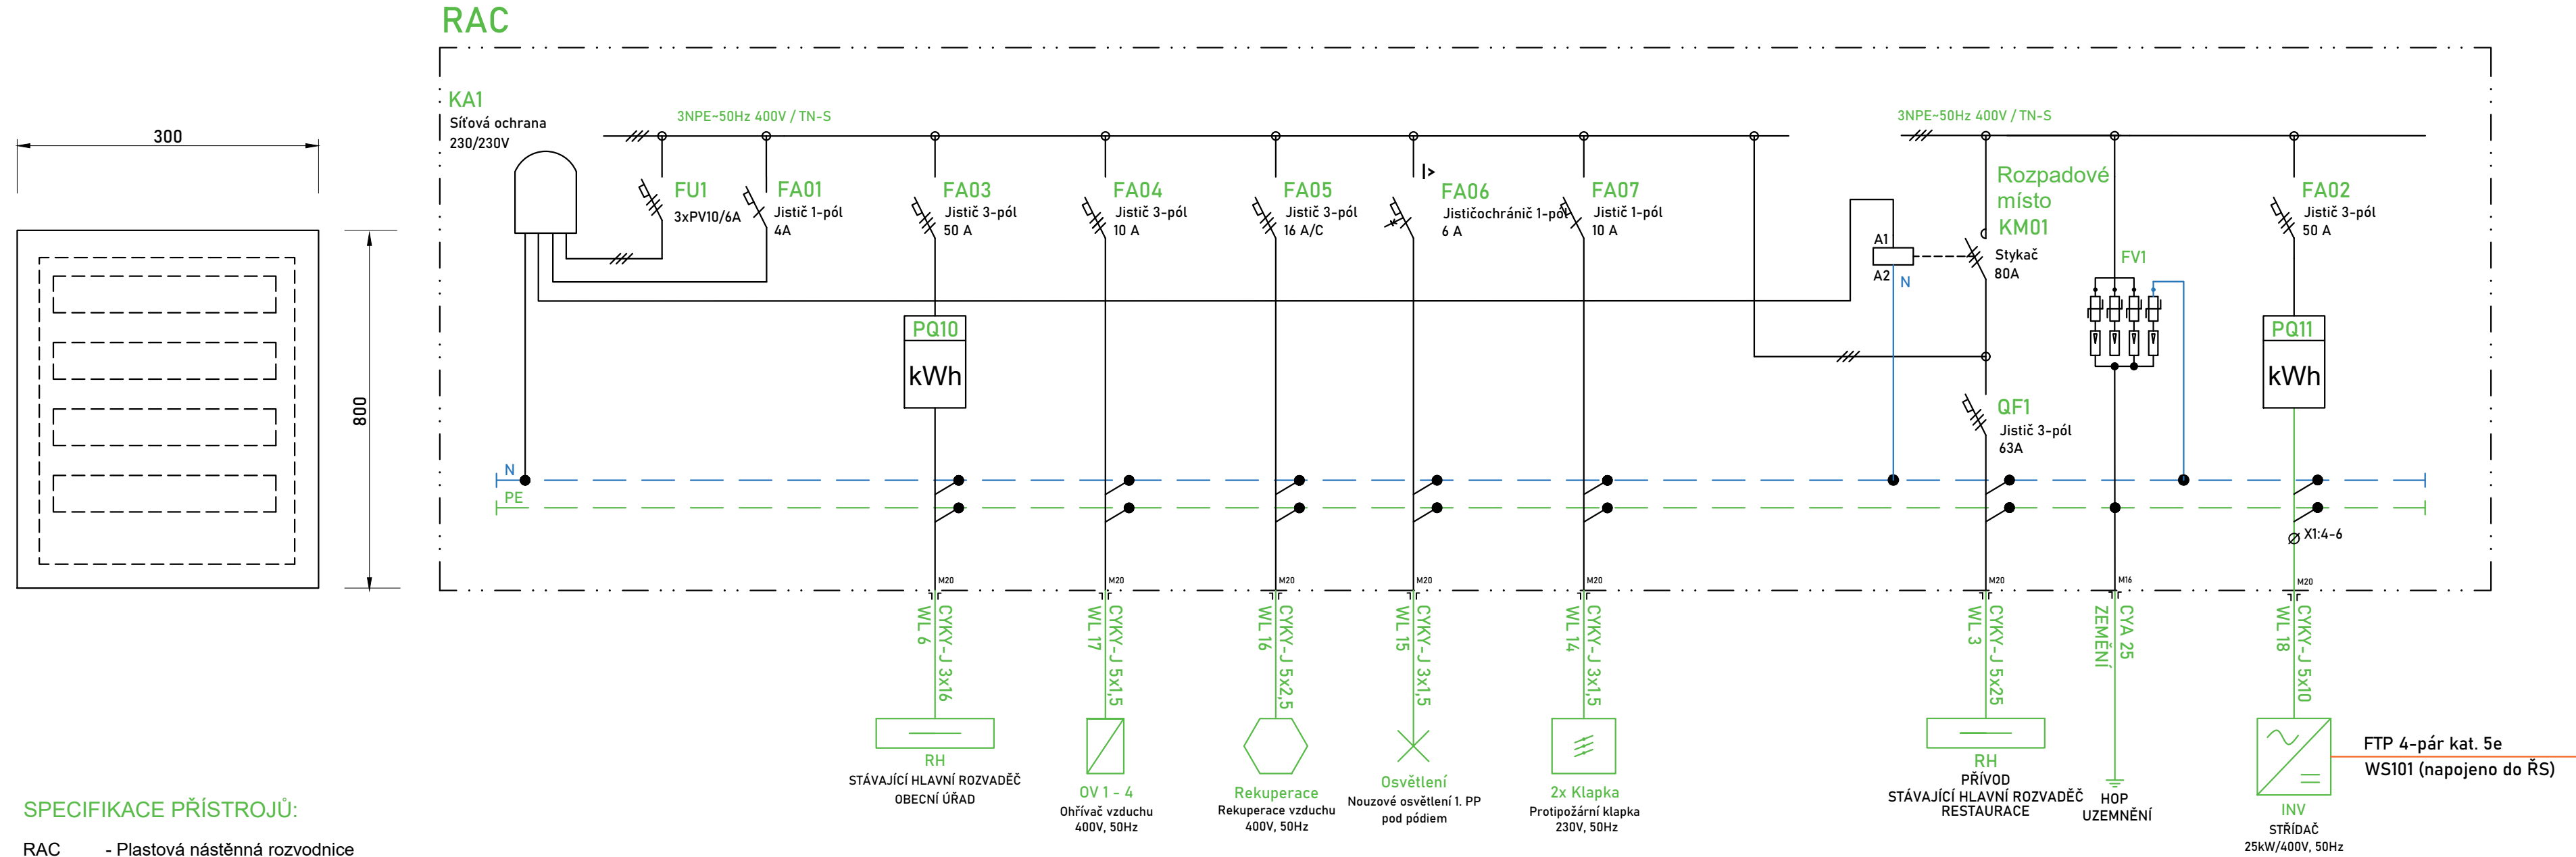 RAC
KA1
Síťová ochrana
230/230V
3NPE~50Hz 400V / TN-S
3NPE~50Hz 400V / TN-S
300
800
FU1
3xPV10/6A
FA01
Jistič 1-pól
4A
FA03
Jistič 3-pól
50 A
FA04
Jistič 3-pól
10 A
FA05
Jistič 3-pól
16 A/C
I>
FA06
Jističochránič 1-pól
6 A
FA07
Jistič 1-pól
10 A
A1
A2
N
Rozpadové
místo
KM01
Stykač
80A
FV1
FA02
Jistič 3-pól
50 A
PQ10
kWh
PQ11
kWh
QF1
Jistič 3-pól
63A
N
PE
X1:4-6
M20
M20
M20
M20
M20
M20
M16
M20
WL 6
CYKY-J 3x16
WL 17
CYKY-J 5x1,5
WL 16
CYKY-J 5x2,5
WL 15
CYKY-J 3x1,5
WL 14
CYKY-J 3x1,5
WL 3
CYKY-J 5x25
ZEMĚNÍ
CYA 25
WL 18
CYKY-J 5x10
RH
STÁVAJÍCÍ HLAVNÍ ROZVADĚČ
OBECNÍ ÚŘAD
OV 1 - 4
Ohřívač vzduchu
400V, 50Hz
Rekuperace
Rekuperace vzduchu
400V, 50Hz
Osvětlení
Nouzové osvětlení 1. PP
pod pódiem
2x Klapka
Protipožární klapka
230V, 50Hz
RH
PŘÍVOD
STÁVAJÍCÍ HLAVNÍ ROZVADĚČ
RESTAURACE
HOP
UZEMNĚNÍ
INV
STŘÍDAČ
25kW/400V, 50Hz
FTP 4-pár kat. 5e
WS101 (napojeno do ŘS)
SPECIFIKACE PŘÍSTROJŮ:
RAC - Plastová nástěnná rozvodnice